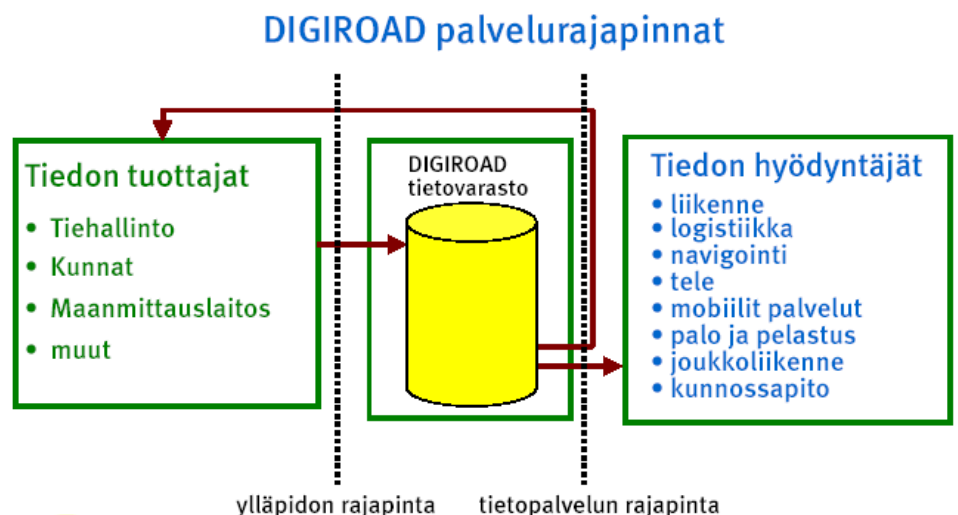 DIGIROAD palvelurajapinnat
Tiedon tuottajat
• Tiehallinto
• Kunnat
• Maanmittauslaitos
• muut
DIGIROAD
tietovarasto
Tiedon hyödyntäjät
• liikenne
• logistiikka
• navigointi
• tele
• mobiilit palvelut
• palo ja pelastus
• joukkoliikenne
• kunnossapito
ylläpidon rajapinta
tietopalvelun rajapinta